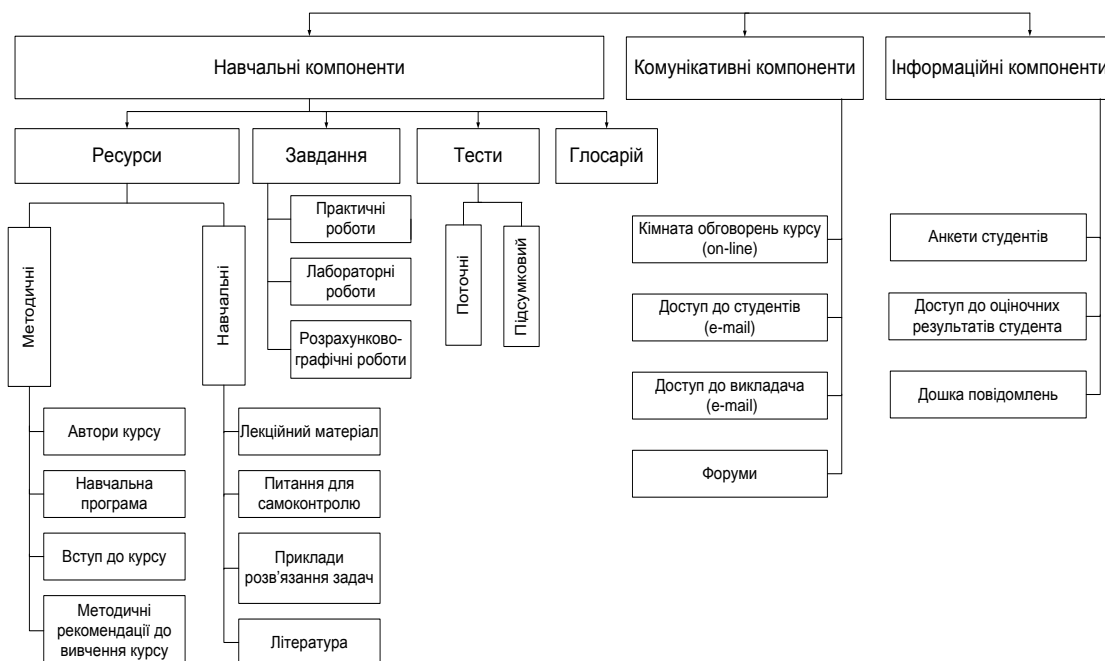 Навчальні компоненти
Комунікативні компоненти
Інформаційні компоненти
Ресурси
Завдання
Тести
Глосарій
Методичні
Навчальні
Практичні
роботи
Лабораторні
роботи
Розрахунково-
графічні роботи
Поточні
Підсумковий
Кімната обговорень курсу
(on-line)
Доступ до студентів
(e-mail)
Доступ до викладача
(e-mail)
Форуми
Анкети студентів
Доступ до оціночних
результатів студента
Дошка повідомлень
Автори курсу
Навчальна
програма
Вступ до курсу
Методичні
рекомендації до
вивчення курсу
Лекційний матеріал
Питання для
самоконтролю
Приклади
розв’язання задач
Література